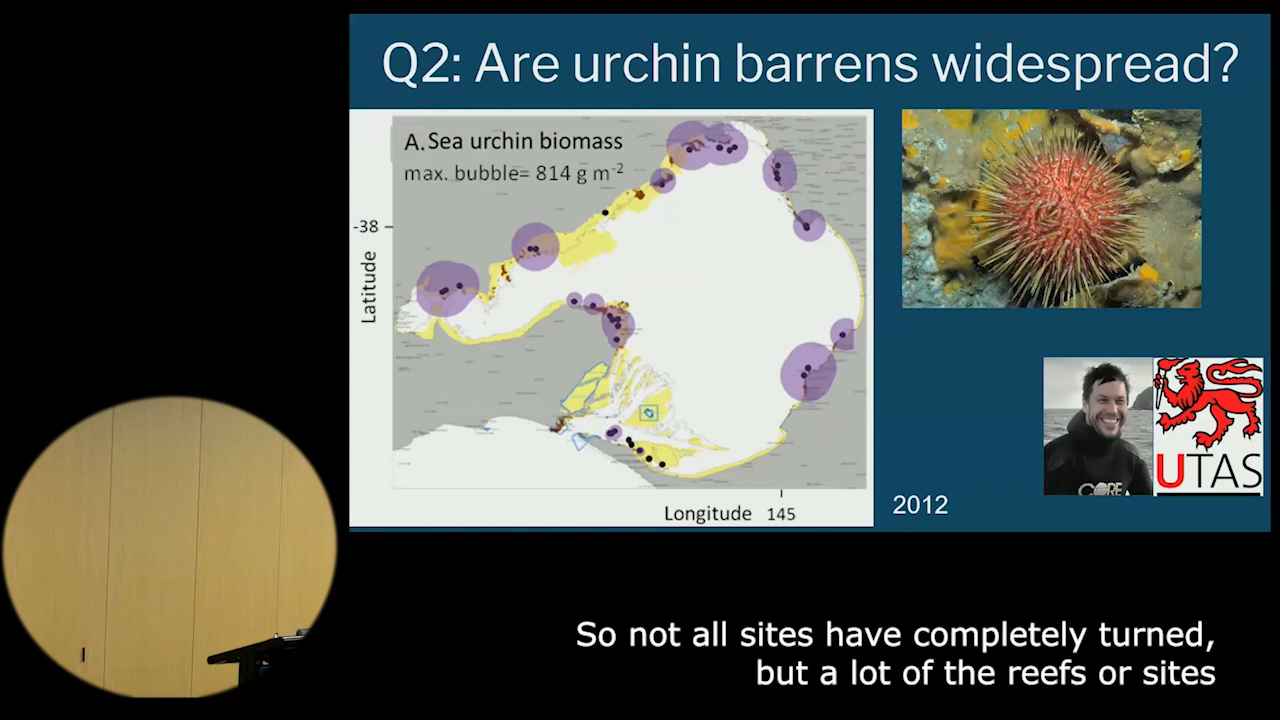 Q2: Are urchin barrens widespread?
A. Sea urchin biomass
max. bubble= 814 g m⁻²
-38
Latitude
Longitude 145
2012
CORE
UTAS
So not all sites have completely turned,
but a lot of the reefs or sites